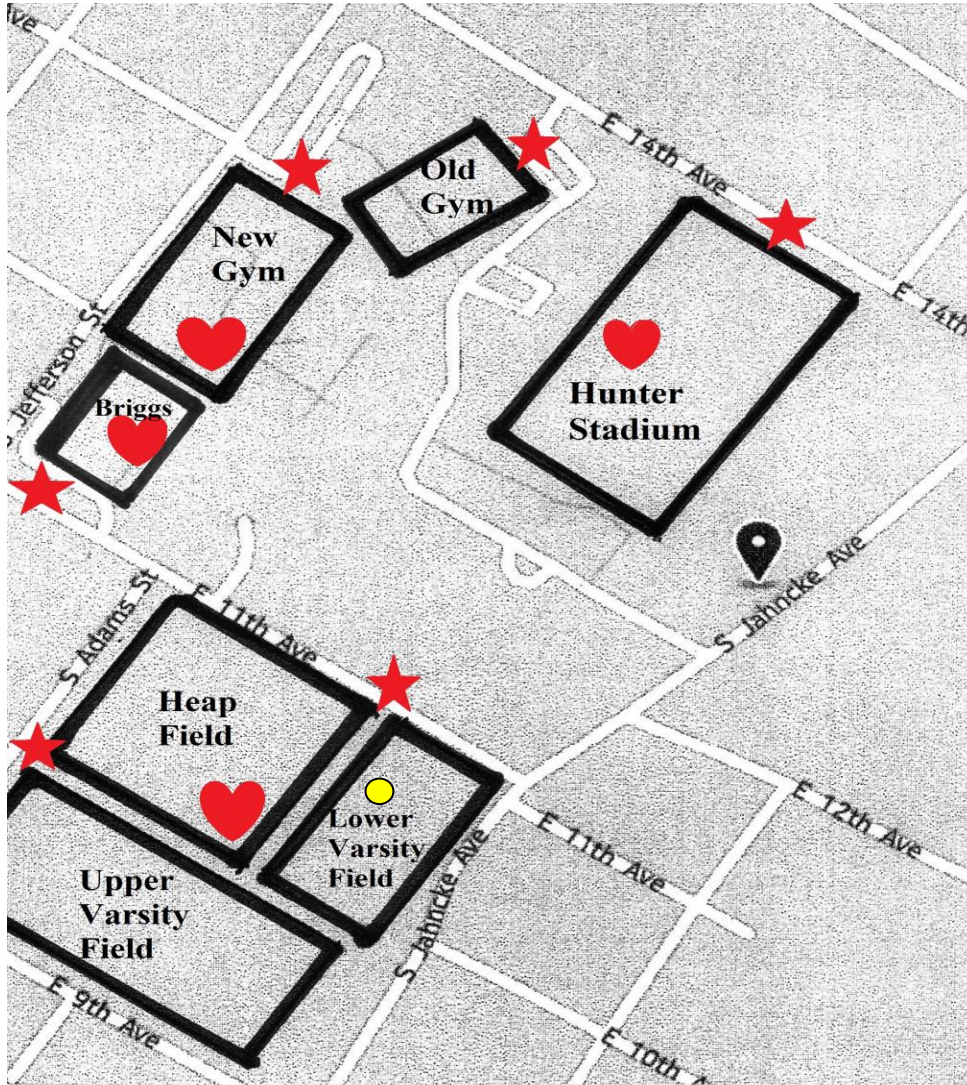 E 14th Ave
Old
Gym
New
Gym
E 14th
Jefferson St
Hunter
Stadium
Briggs
S Jahncke Ave
S Adams St
E 11th Ave
Heap
Field
E 12th Ave
Lower
Varsity
Field
E 11th Ave
Upper
Varsity
Field
S Jahncke Ave
E 9th Ave
E 10th A